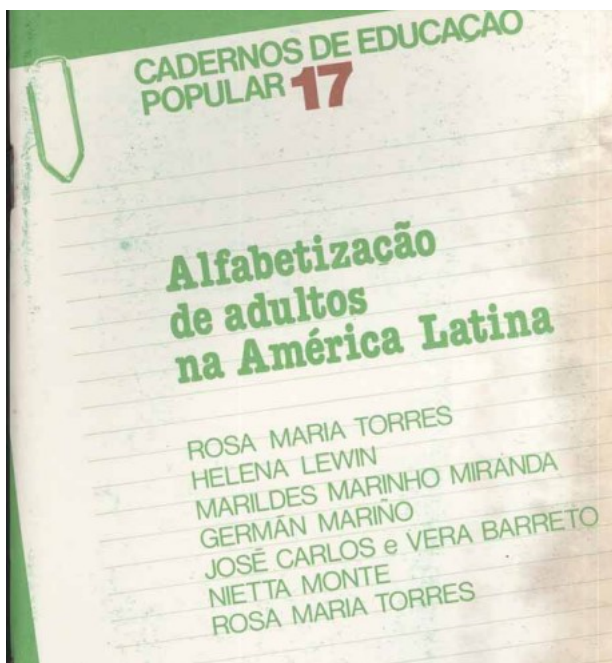 CADERNOS DE EDUCAÇAO
POPULAR 17
Alfabetização
de adultos
na América Latina
ROSA MARIA TORRES
HELENA LEWIN
MARILDES MARINHO MIRANDA
GERMÁN MARIÑO
JOSÉ CARLOS e VERA BARRETO
NIETTA MONTE
ROSA MARIA TORRES